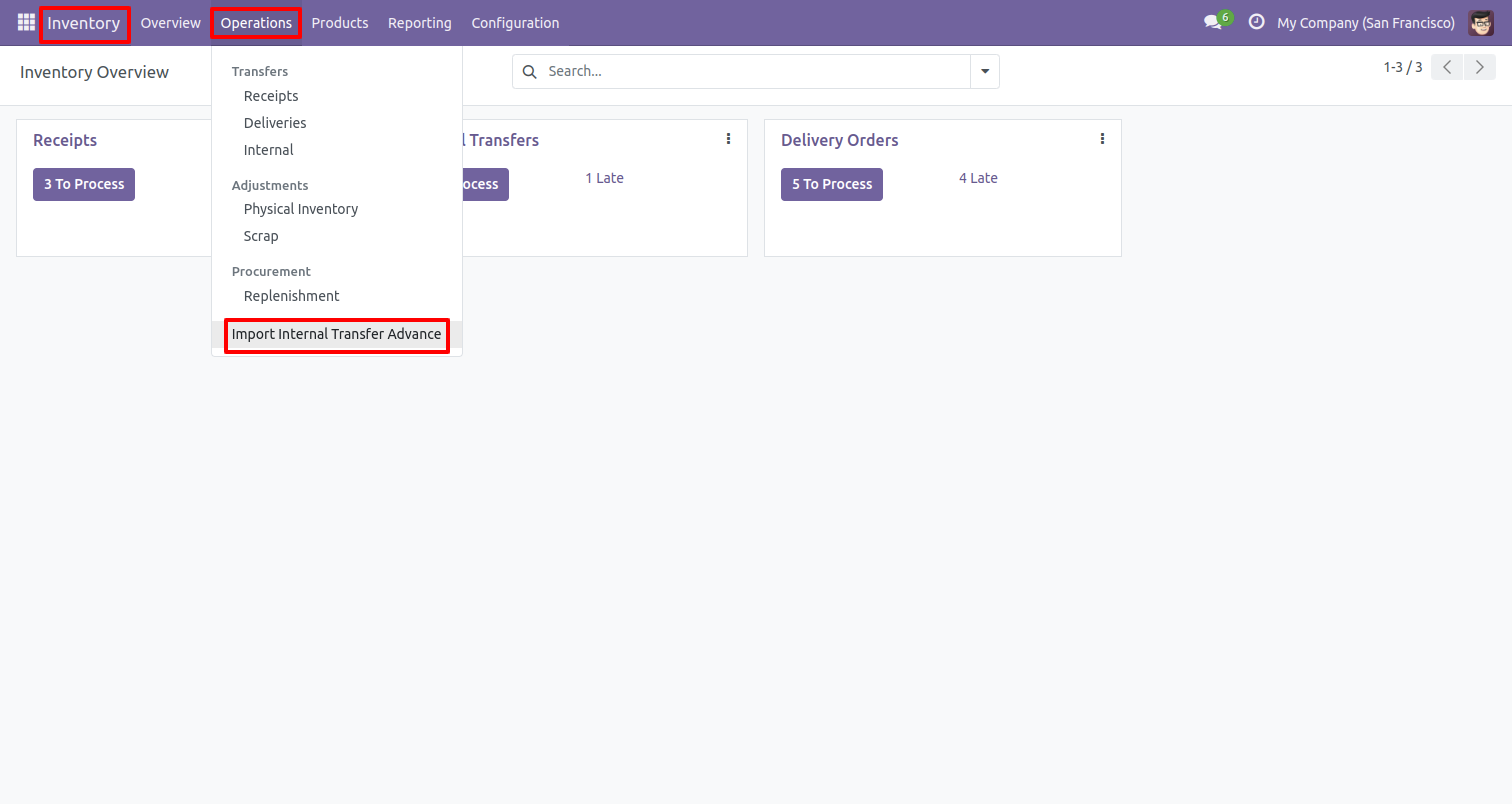 Inventory Overview Operations Products Reporting Configuration 6 My Company (San Francisco)
Inventory Overview
Search...
1-3 / 3
Transfers
Receipts
Deliveries
Internal
Adjustments
Physical Inventory
Scrap
Procurement
Replenishment
Import Internal Transfer Advance
Receipts
3 To Process
l Transfers
ocess
1 Late
Delivery Orders
5 To Process
4 Late